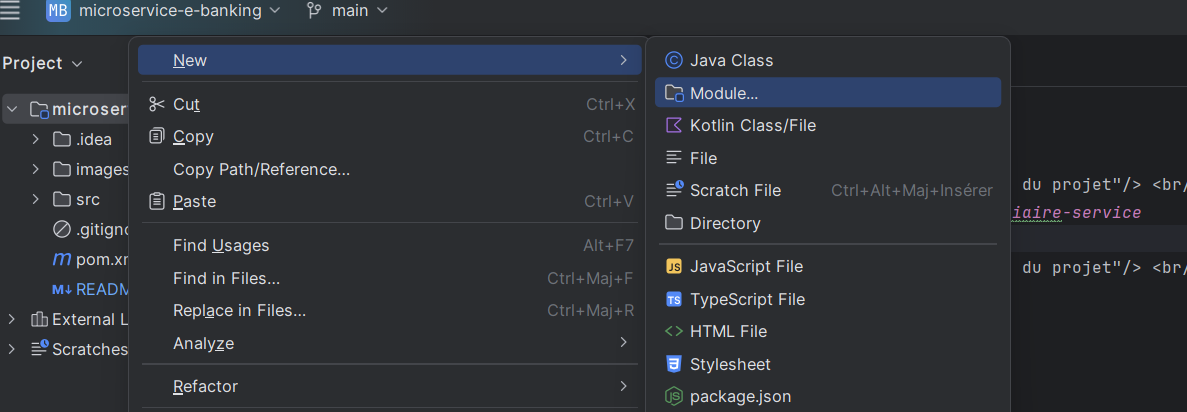 MB microservice-e-banking main
Project
microser
.idea
images
src
.gitign
pom.xm
README
External L
Scratches
New
Cut Ctrl+X
Copy Ctrl+C
Copy Path/Reference...
Paste Ctrl+V
Find Usages Alt+F7
Find in Files... Ctrl+Maj+F
Replace in Files... Ctrl+Maj+R
Analyze
Refactor
Java Class
Module...
Kotlin Class/File
File
Scratch File Ctrl+Alt+Maj+Insérer
Directory
JavaScript File
TypeScript File
HTML File
Stylesheet
package.json
du projet"/> <br/
iaire-service
du projet"/> <br/